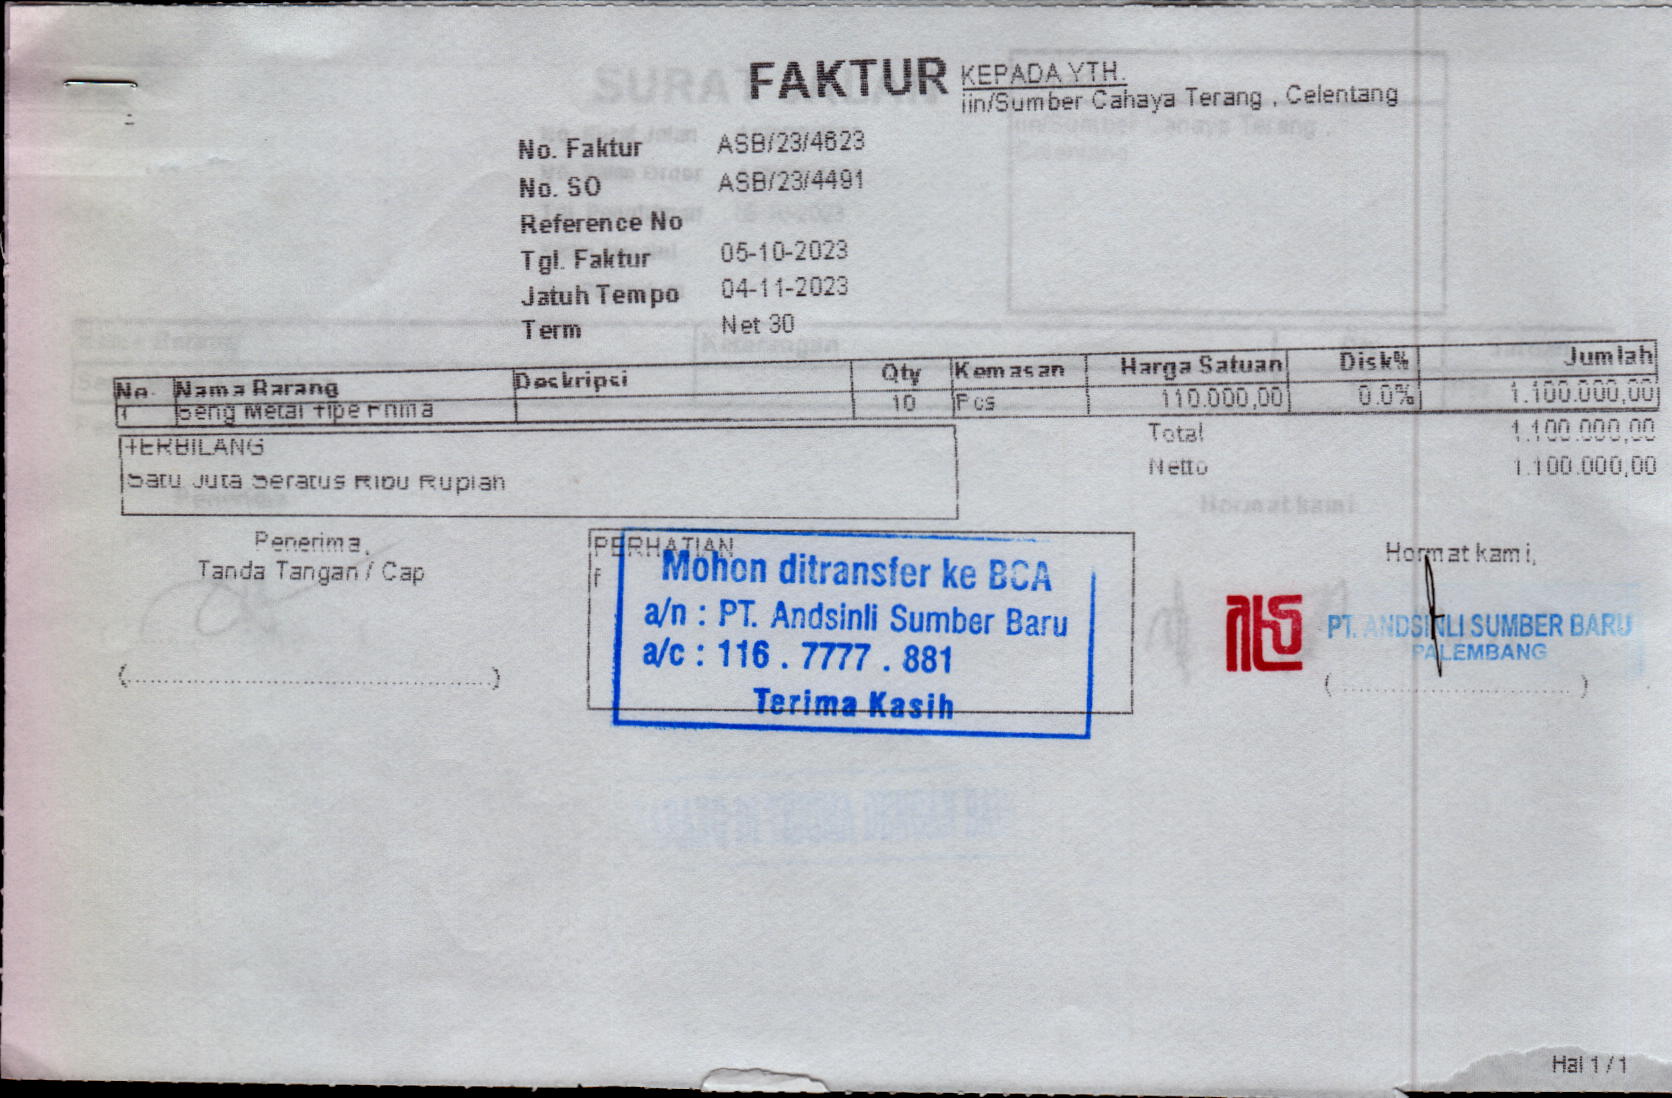 FAKTUR
KEPADA YTH.
iin/Sumber Cahaya Terang , Celentang
No. Faktur ASB/23/4623
No. SO ASB/23/4491
Reference No
Tgl. Faktur 05-10-2023
Jatuh Tempo 04-11-2023
Term Net 30
No. Nama Barang Deskripsi Qty Kemasan Harga Satuan Disk% Jumlah
1 Seng Metal Tipe Prima 10 Pcs 110.000,00 0.0% 1.100.000,00
TERBILANG
Satu Juta Seratus Ribu Rupiah
Total 1.100.000,00
Netto 1.100.000,00
Penerima,
Tanda Tangan / Cap
(........................................)
PERHATIAN
f
Mohon ditransfer ke BCA
a/n : PT. Andsinli Sumber Baru
a/c : 116 . 7777 . 881
Terima Kasih
Hormat kami,
PT. ANDSINLI SUMBER BARU
PALEMBANG
(............................)
Hal 1 / 1